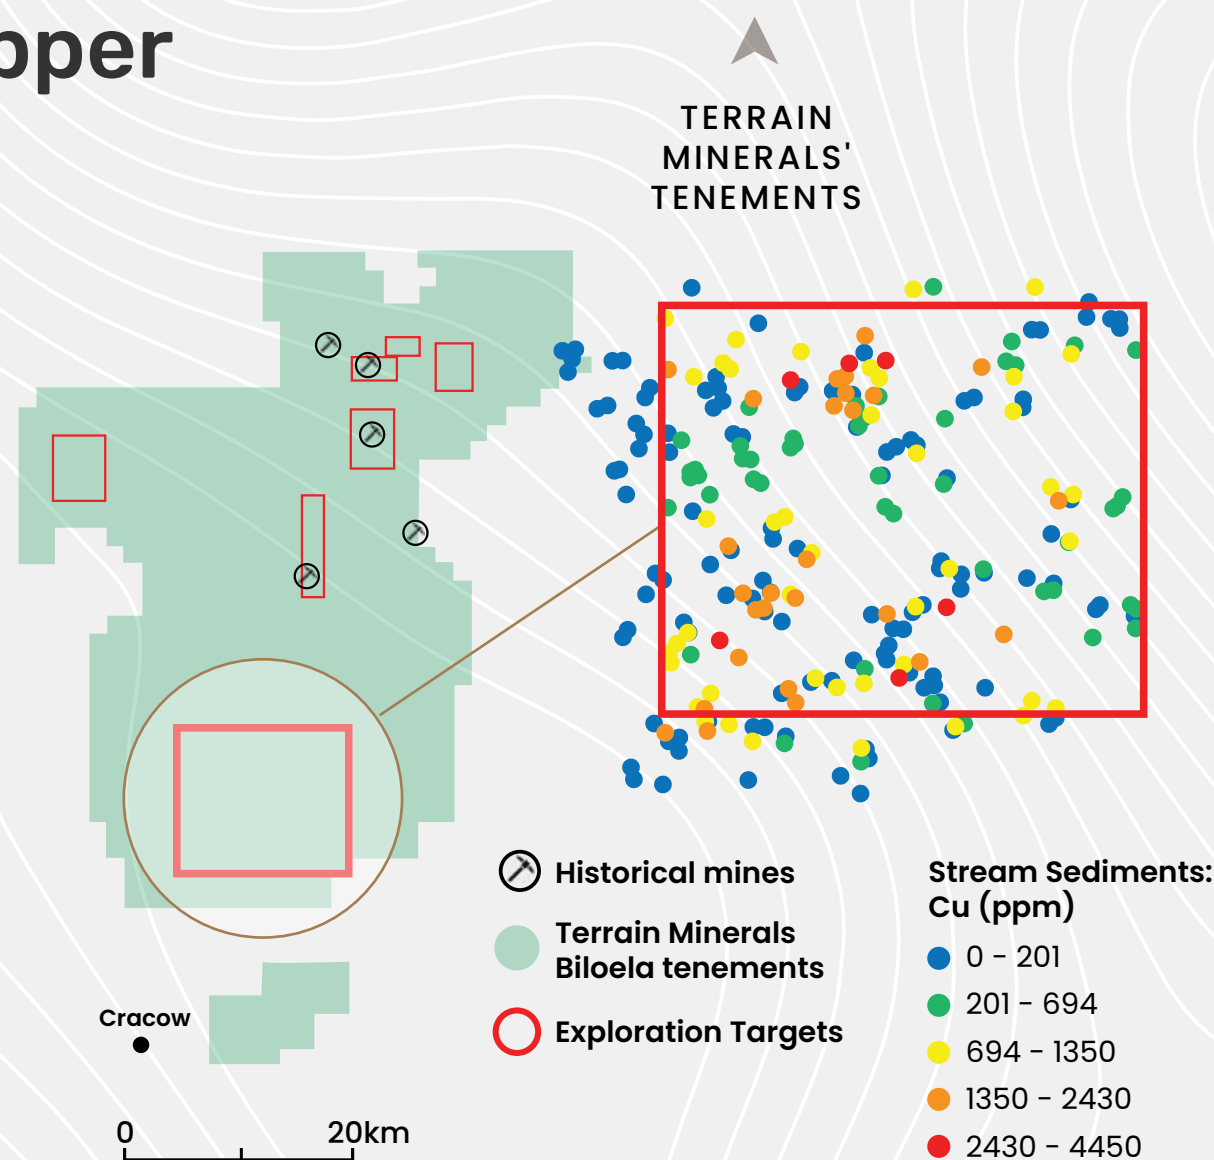 pper
TERRAIN
MINERALS'
TENEMENTS
Historical mines
Terrain Minerals
Biloela tenements
Exploration Targets
Stream Sediments:
Cu (ppm)
0 - 201
201 - 694
694 - 1350
1350 - 2430
2430 - 4450
Cracow
0 20km